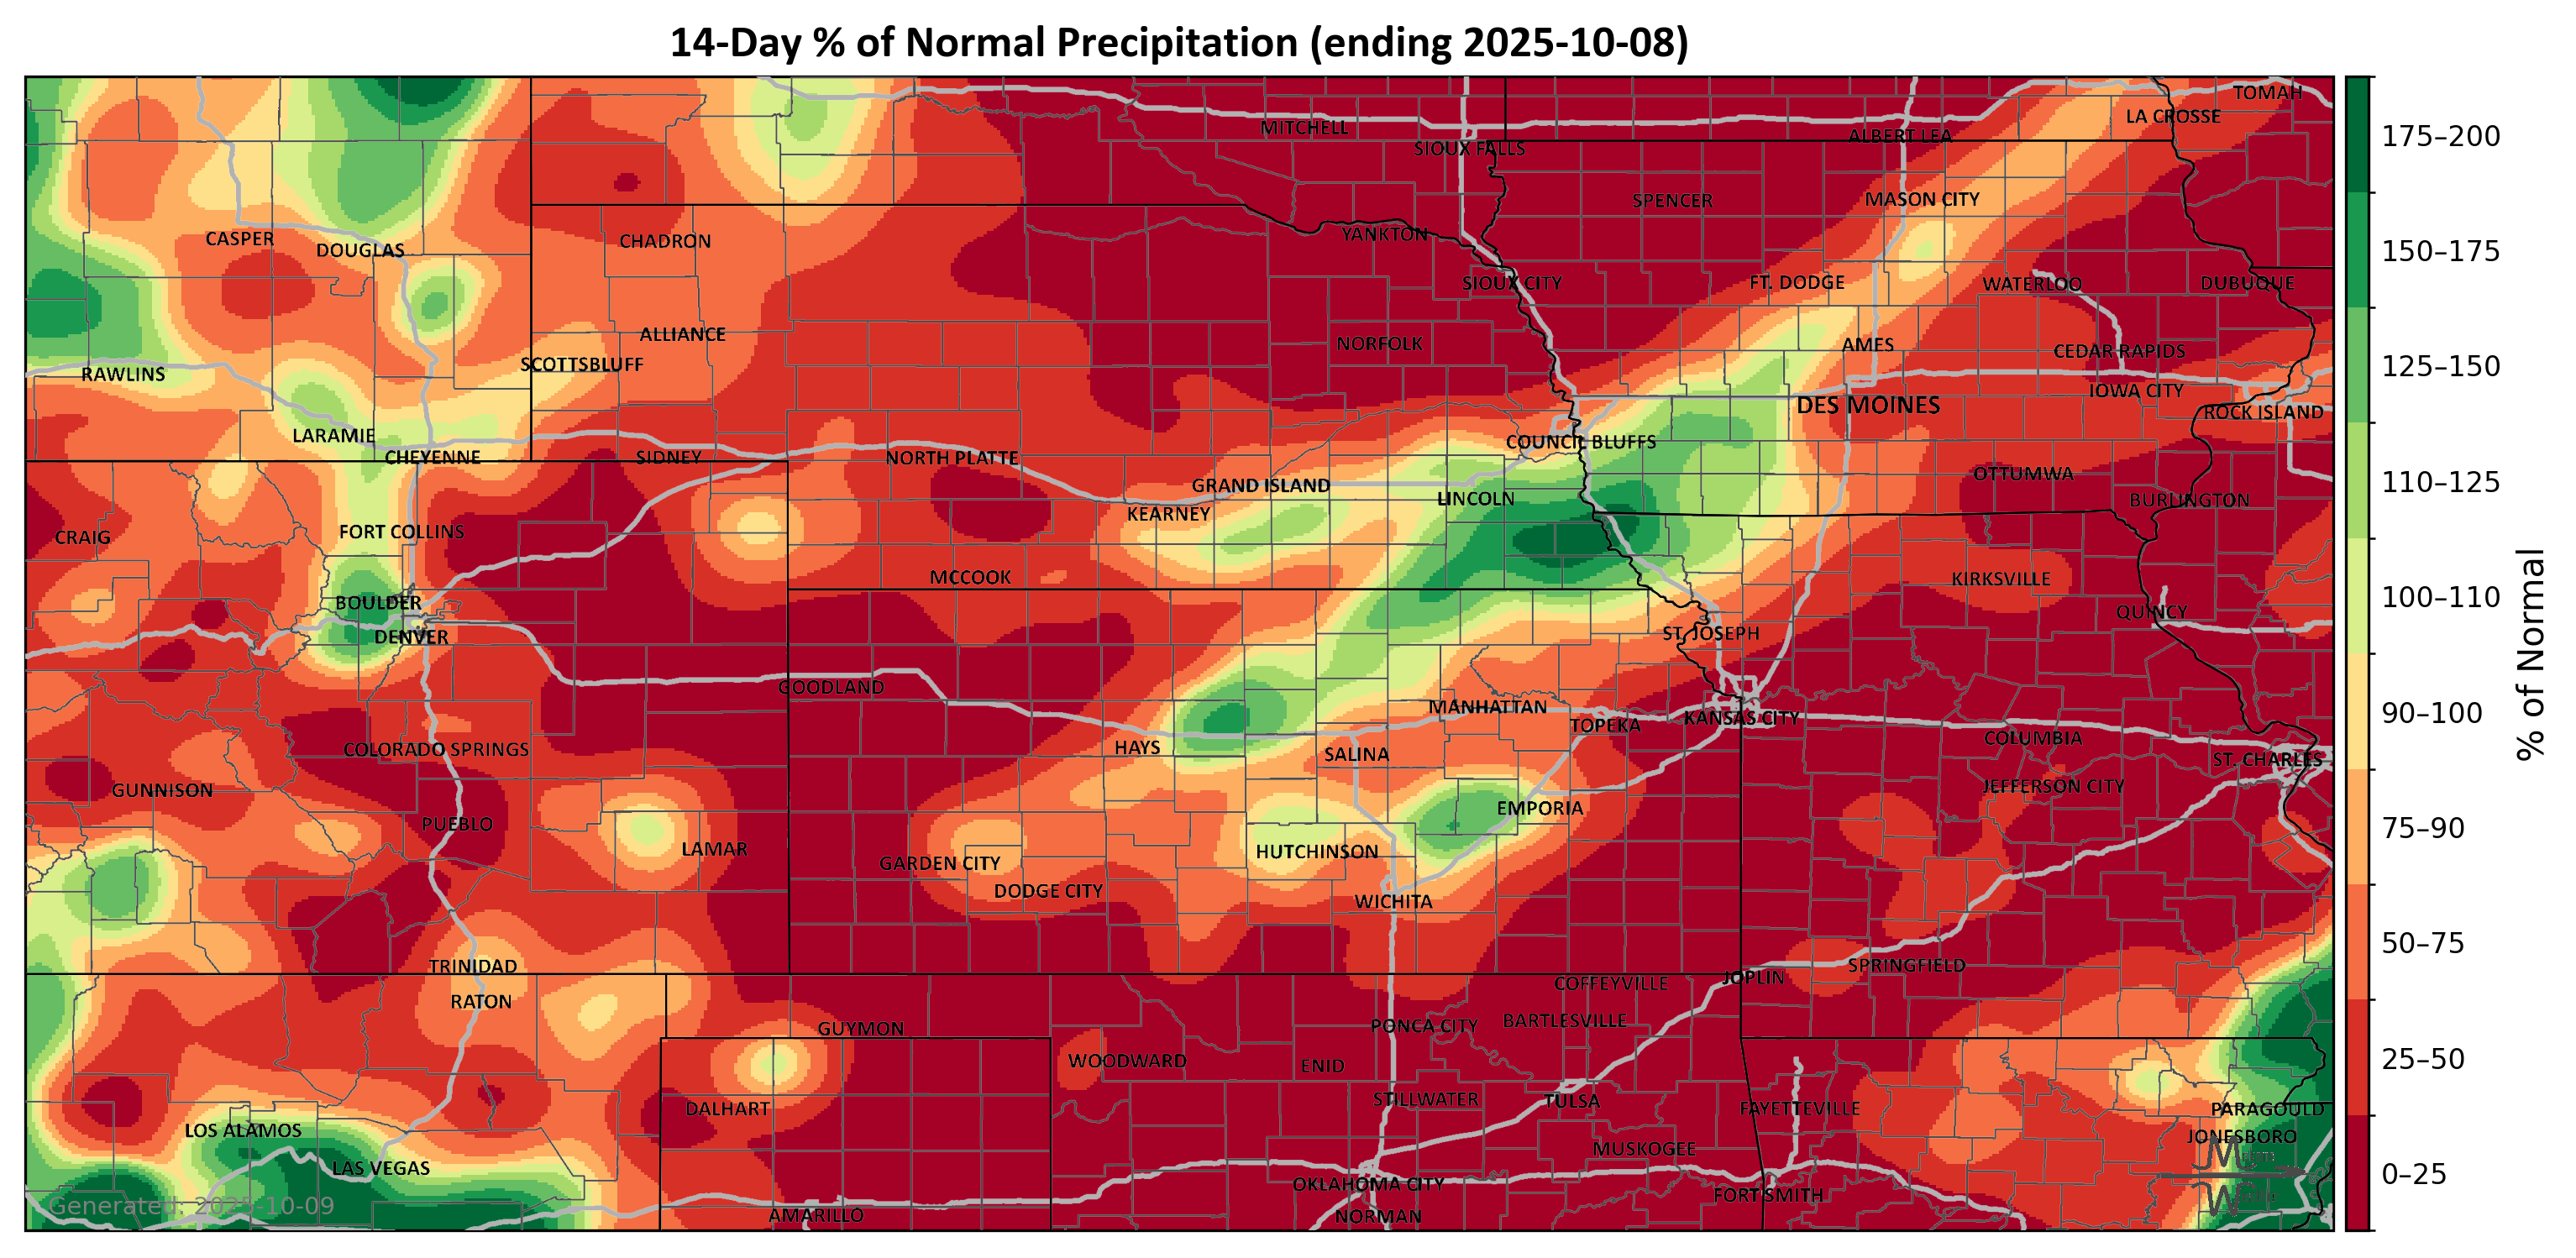 14-Day % of Normal Precipitation (ending 2025-10-08)
TOMAH
LA CROSSE
MITCHELL
ALBERT LEA
SIOUX FALLS
SPENCER
MASON CITY
YANKTON
CASPER
CHADRON
DOUGLAS
SIOUX CITY
FT. DODGE
WATERLOO
DUBUQUE
ALLIANCE
NORFOLK
AMES
CEDAR RAPIDS
SCOTTSBLUFF
RAWLINS
IOWA CITY
DES MOINES
ROCK ISLAND
LARAMIE
COUNCIL BLUFFS
CHEYENNE
SIDNEY
NORTH PLATTE
OTTUMWA
GRAND ISLAND
LINCOLN
BURLINGTON
KEARNEY
CRAIG
FORT COLLINS
MCCOOK
KIRKSVILLE
BOULDER
QUINCY
DENVER
ST. JOSEPH
GOODLAND
MANHATTAN
TOPEKA
KANSAS CITY
COLUMBIA
COLORADO SPRINGS
HAYS
SALINA
ST. CHARLES
GUNNISON
JEFFERSON CITY
PUEBLO
EMPORIA
LAMAR
GARDEN CITY
HUTCHINSON
DODGE CITY
WICHITA
TRINIDAD
SPRINGFIELD
JOPLIN
COFFEYVILLE
RATON
GUYMON
PONCA CITY
BARTLESVILLE
WOODWARD
ENID
DALHART
STILLWATER
TULSA
FAYETTEVILLE
PARAGOULD
LOS ALAMOS
JONESBORO
MUSKOGEE
LAS VEGAS
OKLAHOMA CITY
FORT SMITH
AMARILLO
NORMAN
Generated: 2025-10-09
175–200
150–175
125–150
110–125
100–110
90–100
75–90
50–75
25–50
0–25
% of Normal